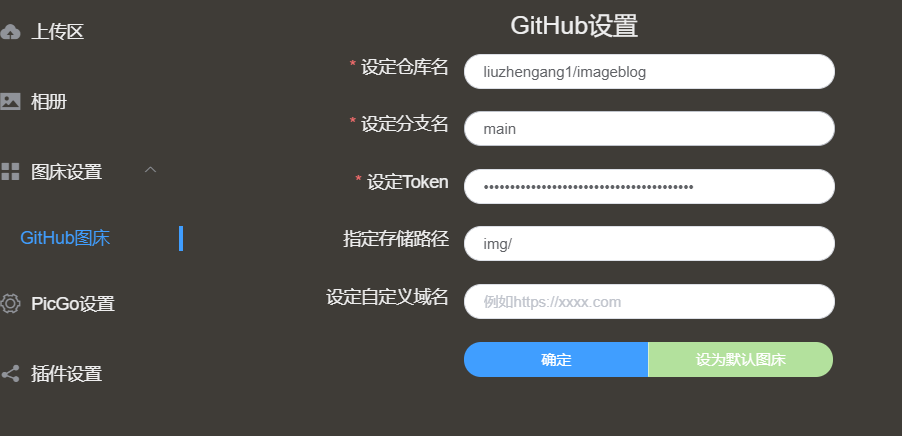 上传区
相册
图床设置
GitHub图床
PicGo设置
插件设置
GitHub设置
* 设定仓库名
liuzhengang1/imageblog
* 设定分支名
main
* 设定Token
••••••••••••••••••••••••••••••••••••••••
指定存储路径
img/
设定自定义域名
例如https://xxxx.com
确定
设为默认图床